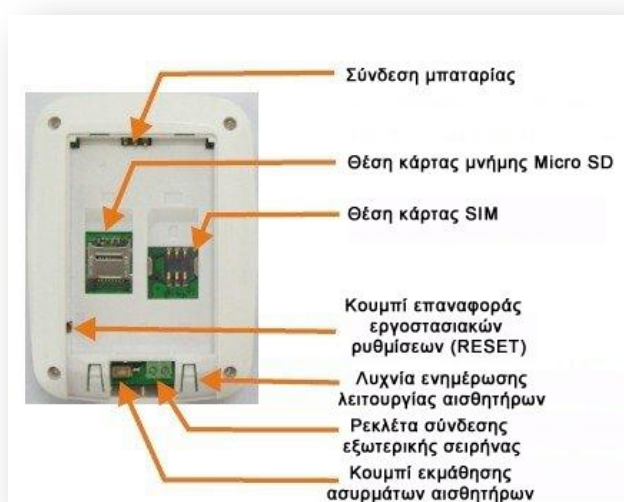 Σύνδεση μπαταρίας
Θέση κάρτας μνήμης Micro SD
Θέση κάρτας SIM
Κουμπί επαναφοράς
εργοστασιακών
ρυθμίσεων (RESET)
Λυχνία ενημέρωσης
λειτουργίας αισθητήρων
Ρεκλέτα σύνδεσης
εξωτερικής σειρήνας
Κουμπί εκμάθησης
ασυρμάτων αισθητήρων